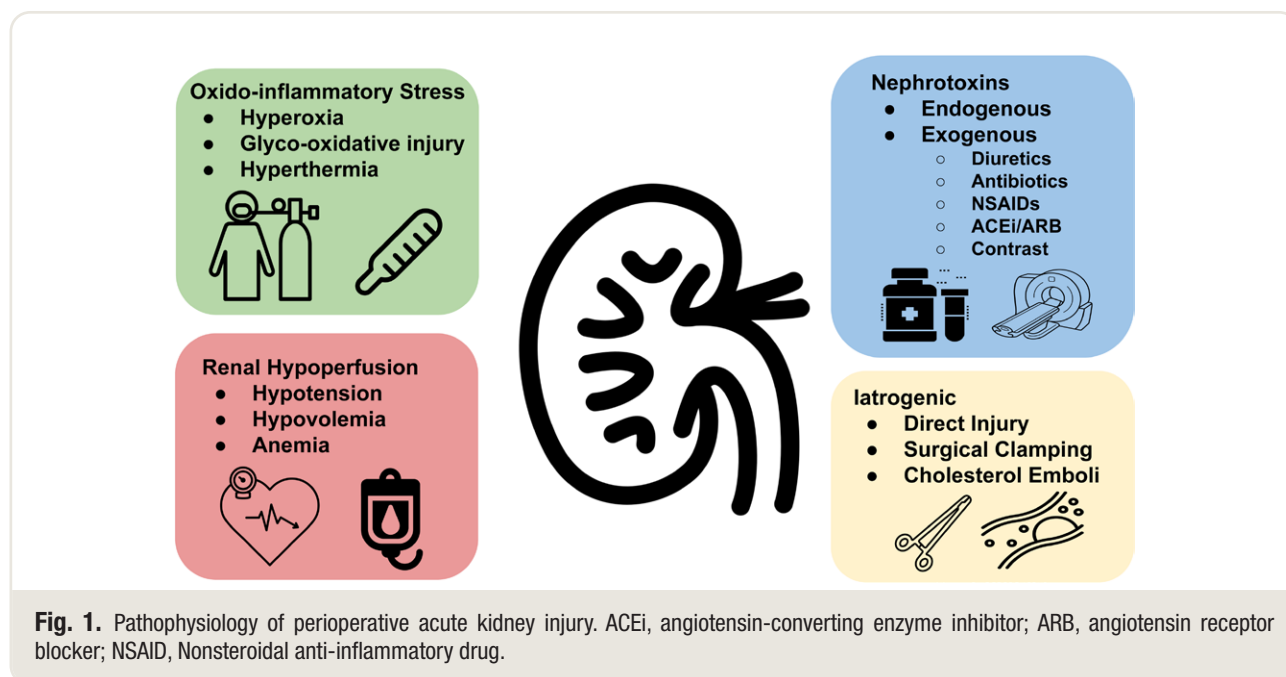 Oxido-inflammatory Stress
● Hyperoxia
● Glyco-oxidative injury
● Hyperthermia
Renal Hypoperfusion
● Hypotension
● Hypovolemia
● Anemia
Nephrotoxins
● Endogenous
● Exogenous
○ Diuretics
○ Antibiotics
○ NSAIDs
○ ACEi/ARB
○ Contrast
Iatrogenic
● Direct Injury
● Surgical Clamping
● Cholesterol Emboli
Fig. 1. Pathophysiology of perioperative acute kidney injury. ACEi, angiotensin-converting enzyme inhibitor; ARB, angiotensin receptor
blocker; NSAID, Nonsteroidal anti-inflammatory drug.